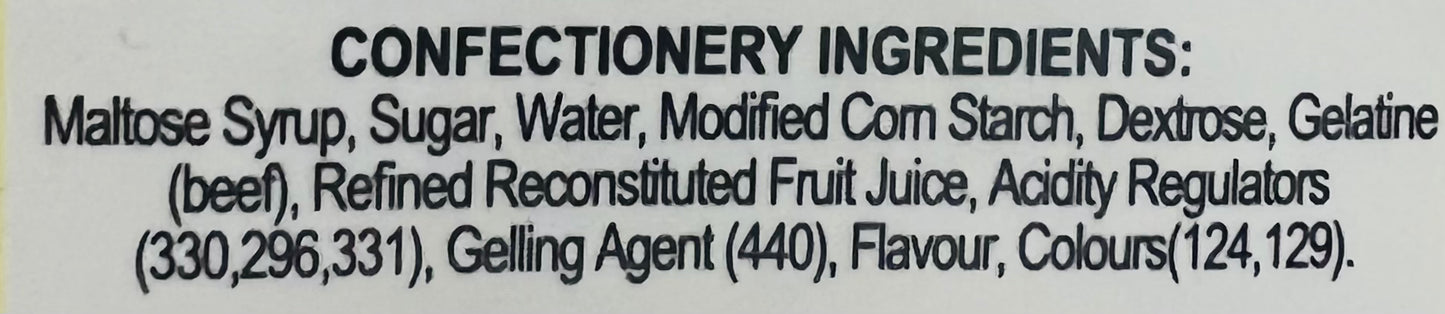 CONFECTIONERY INGREDIENTS:
Maltose Syrup, Sugar, Water, Modified Corn Starch, Dextrose, Gelatine
(beef), Refined Reconstituted Fruit Juice, Acidity Regulators
(330,296,331), Gelling Agent (440), Flavour, Colours(124,129).